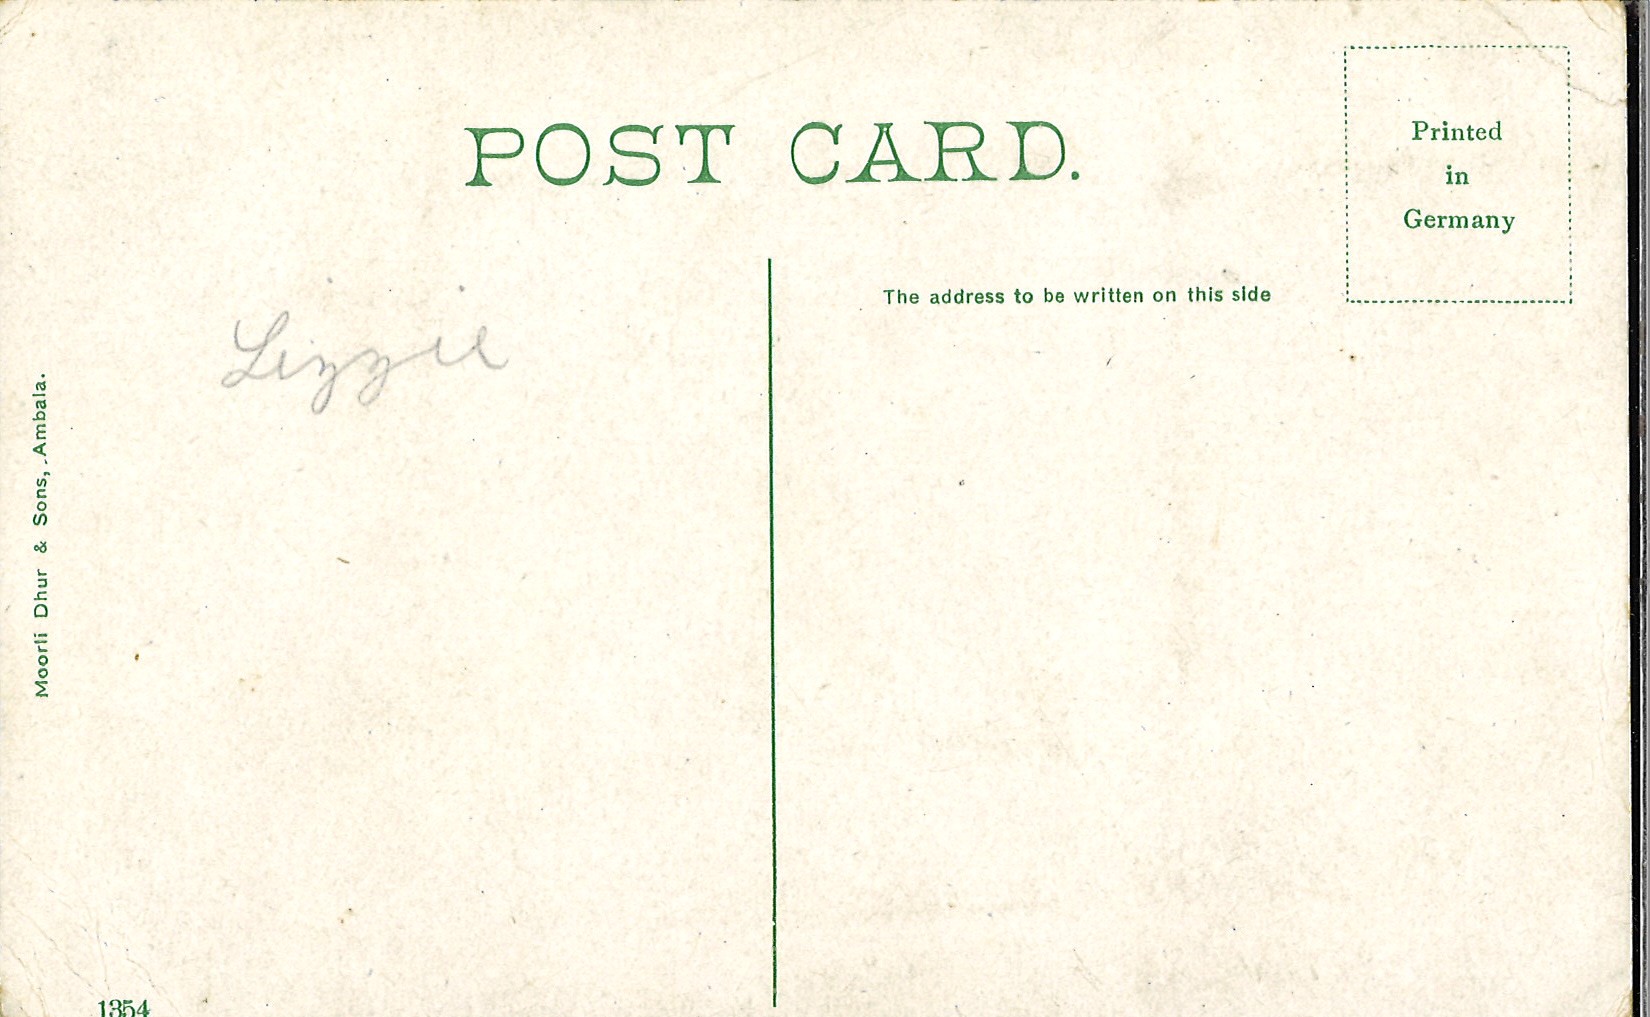 POST CARD.
Printed
in
Germany
The address to be written on this side
Lizzie
Moorli Dhur & Sons, Ambala.
1354